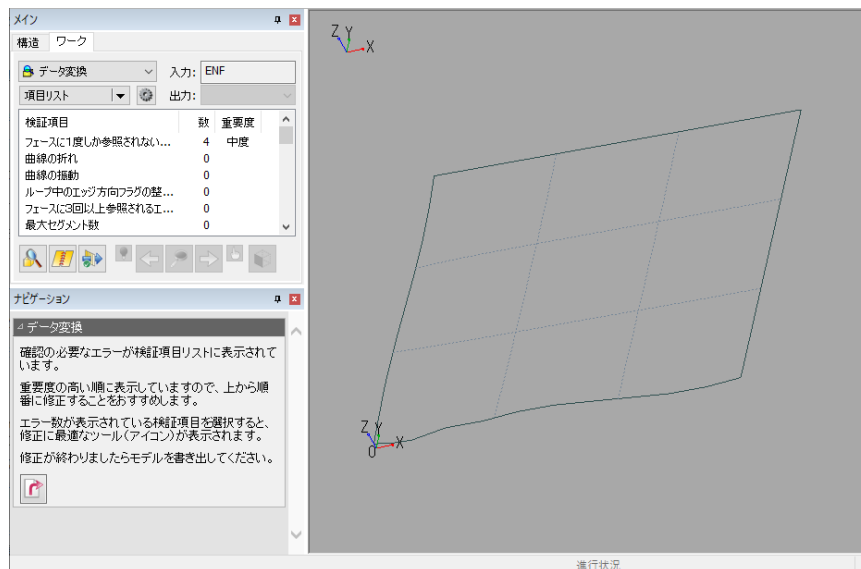 メイン
構造 ワーク
データ変換 入力: ENF
項目リスト 出力:
検証項目 数 重要度
フェースに1度しか参照されない... 4 中度
曲線の折れ 0
曲線の振動 0
ループ中のエッジ方向フラグの整... 0
フェースに3回以上参照されるエ... 0
最大セグメント数 0
ナビゲーション
データ変換
確認の必要なエラーが検証項目リストに表示されて
います。
重要度の高い順に表示していますので、上から順
番に修正することをおすすめします。
エラー数が表示されている検証項目を選択すると、
修正に最適なツール(アイコン)が表示されます。
修正が終わりましたらモデルを書き出してください。
Z Y
X
Z Y
X
O
進行状況